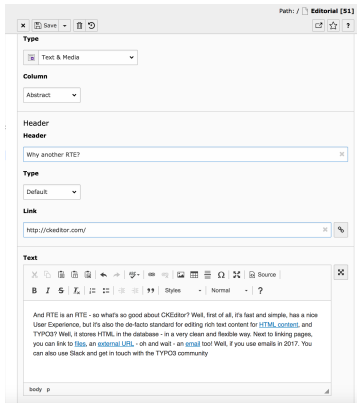 Path: / Editorial [51]
Save
Type
Text & Media
Column
Abstract
Header
Header
Why another RTE?
Type
Default
Link
http://ckeditor.com/
Text
Source
B I S Tx Styles Normal ?
And RTE is an RTE - so what's so good about CKEditor? Well, first of all, it's fast and simple, has a nice
User Experience, but it's also the de-facto standard for editing rich text content for HTML content, and
TYPO3? Well, it stores HTML in the database - in a very clean and flexible way. Next to linking pages,
you can link to files, an external URL - oh and wait - an email too! Well, if you use emails in 2017. You
can also use Slack and get in touch with the TYPO3 community
body p